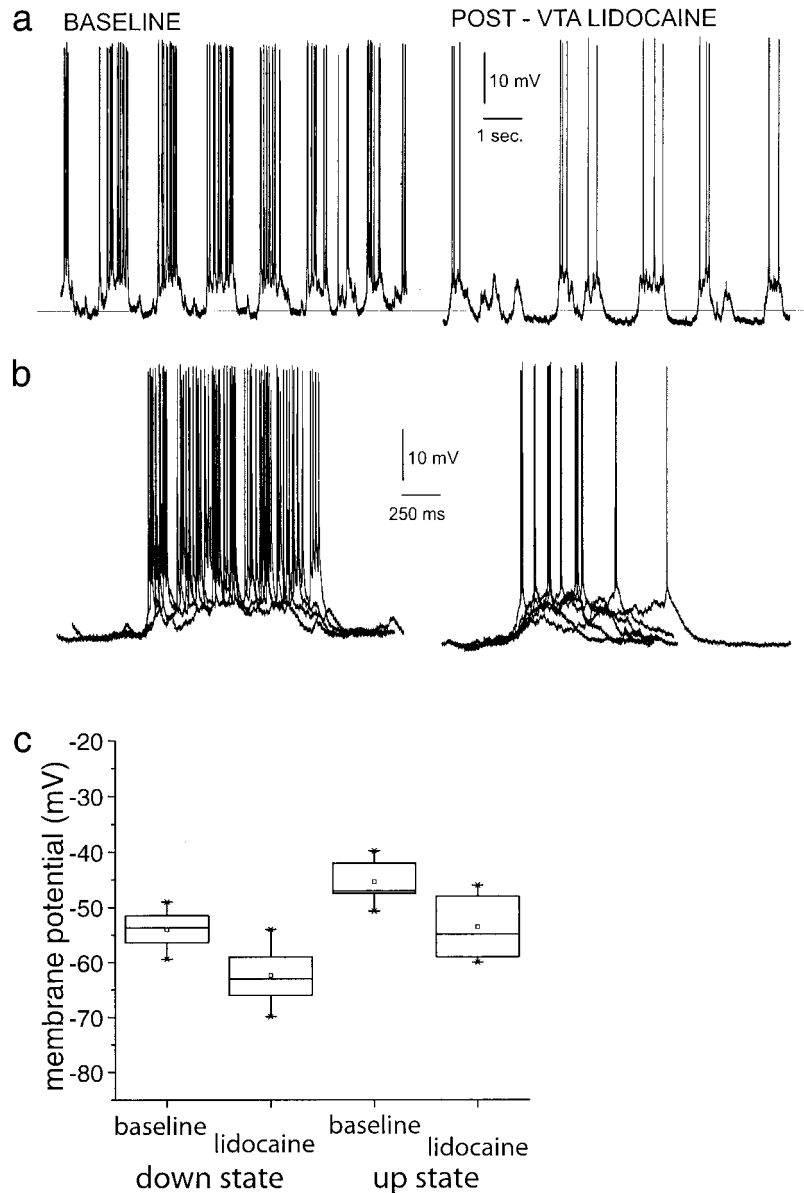 a BASELINE POST - VTA LIDOCAINE
10 mV
1 sec.
b
10 mV
250 ms
c
membrane potential (mV)
-20
-30
-40
-50
-60
-70
-80
baseline lidocaine baseline lidocaine
down state up state